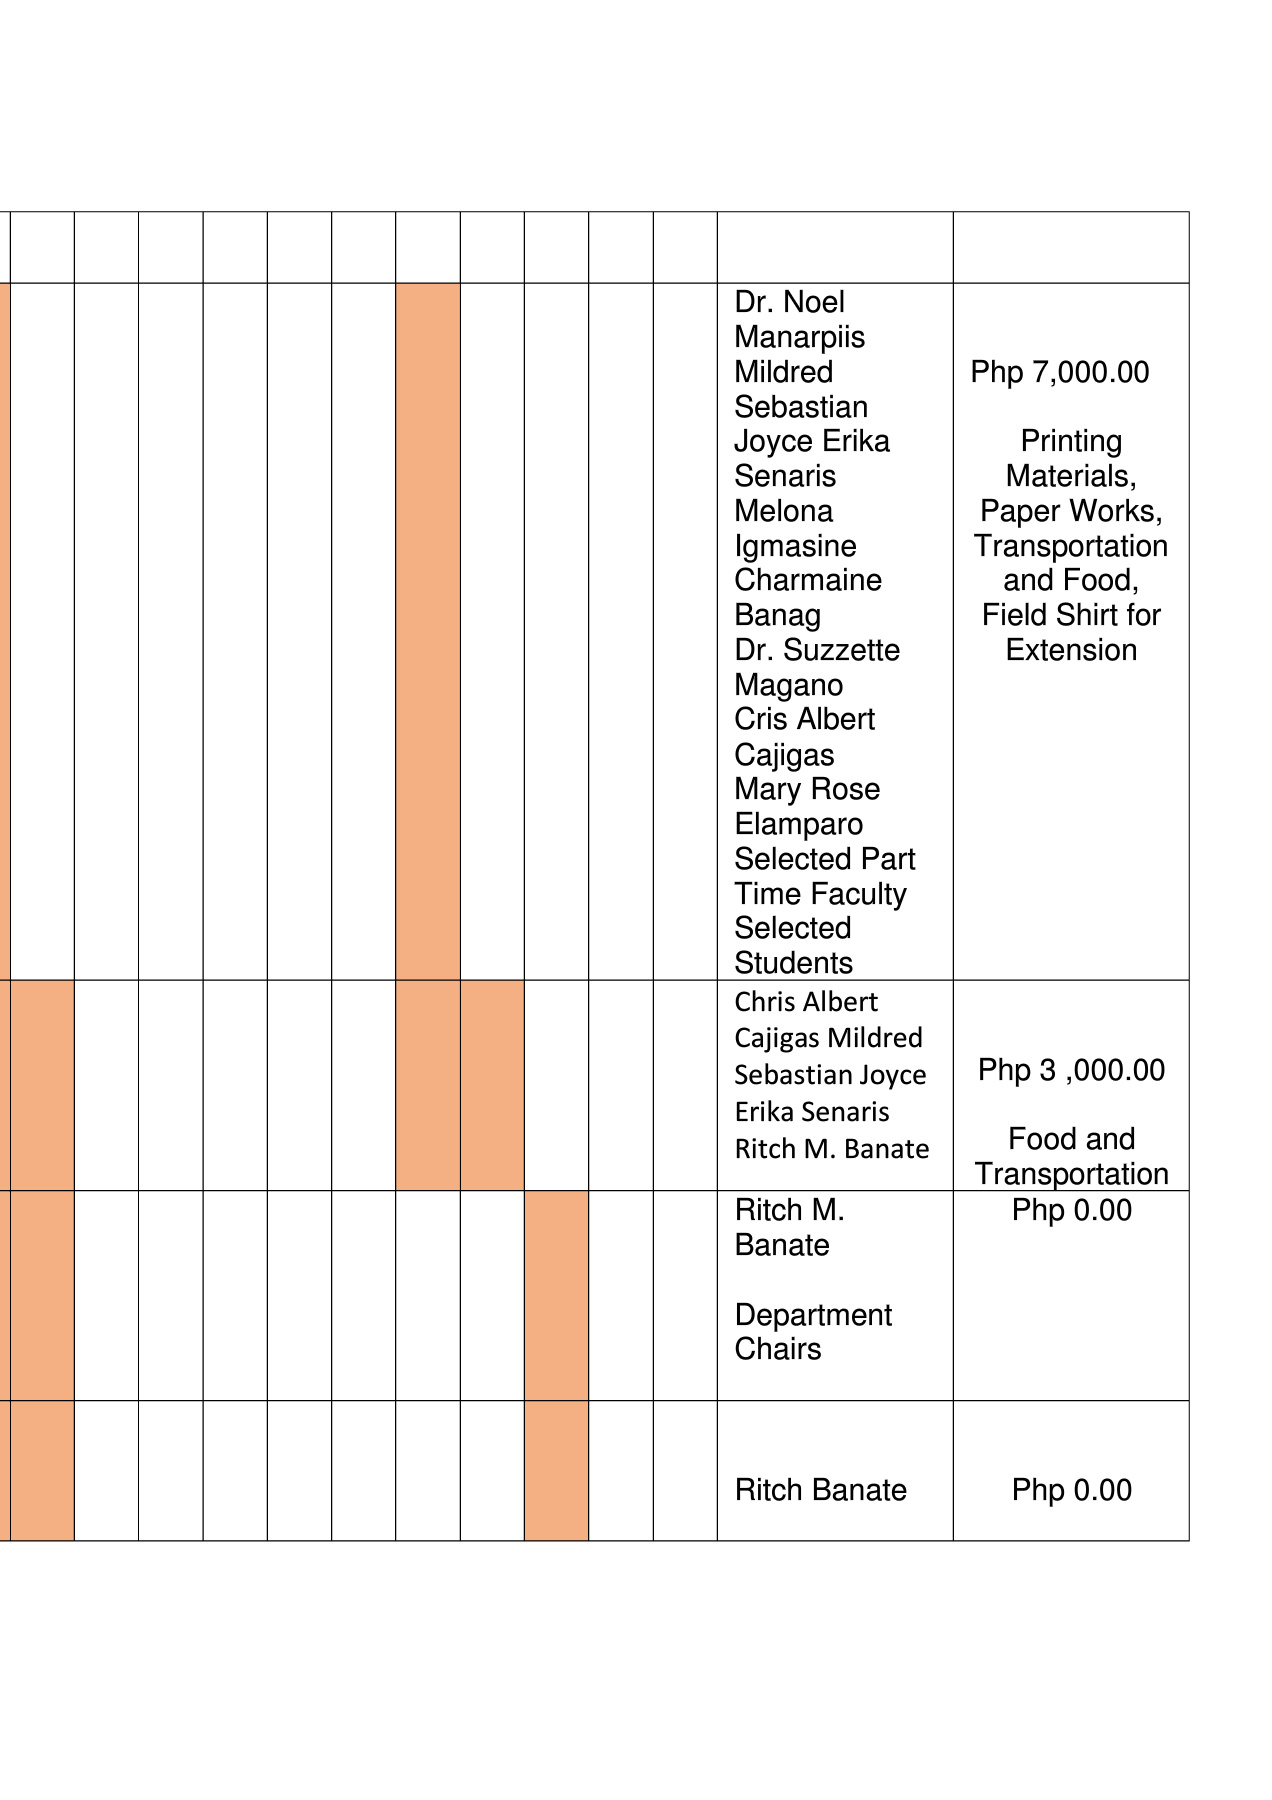 Dr. Noel
Manarpiis
Mildred
Sebastian
Joyce Erika
Senaris
Melona
Igmasine
Charmaine
Banag
Dr. Suzzette
Magano
Cris Albert
Cajigas
Mary Rose
Elamparo
Selected Part
Time Faculty
Selected
Students
Php 7,000.00
Printing
Materials,
Paper Works,
Transportation
and Food,
Field Shirt for
Extension
Chris Albert
Cajigas Mildred
Sebastian Joyce
Erika Senaris
Ritch M. Banate
Php 3 ,000.00
Food and
Transportation
Ritch M.
Banate
Department
Chairs
Php 0.00
Ritch Banate
Php 0.00